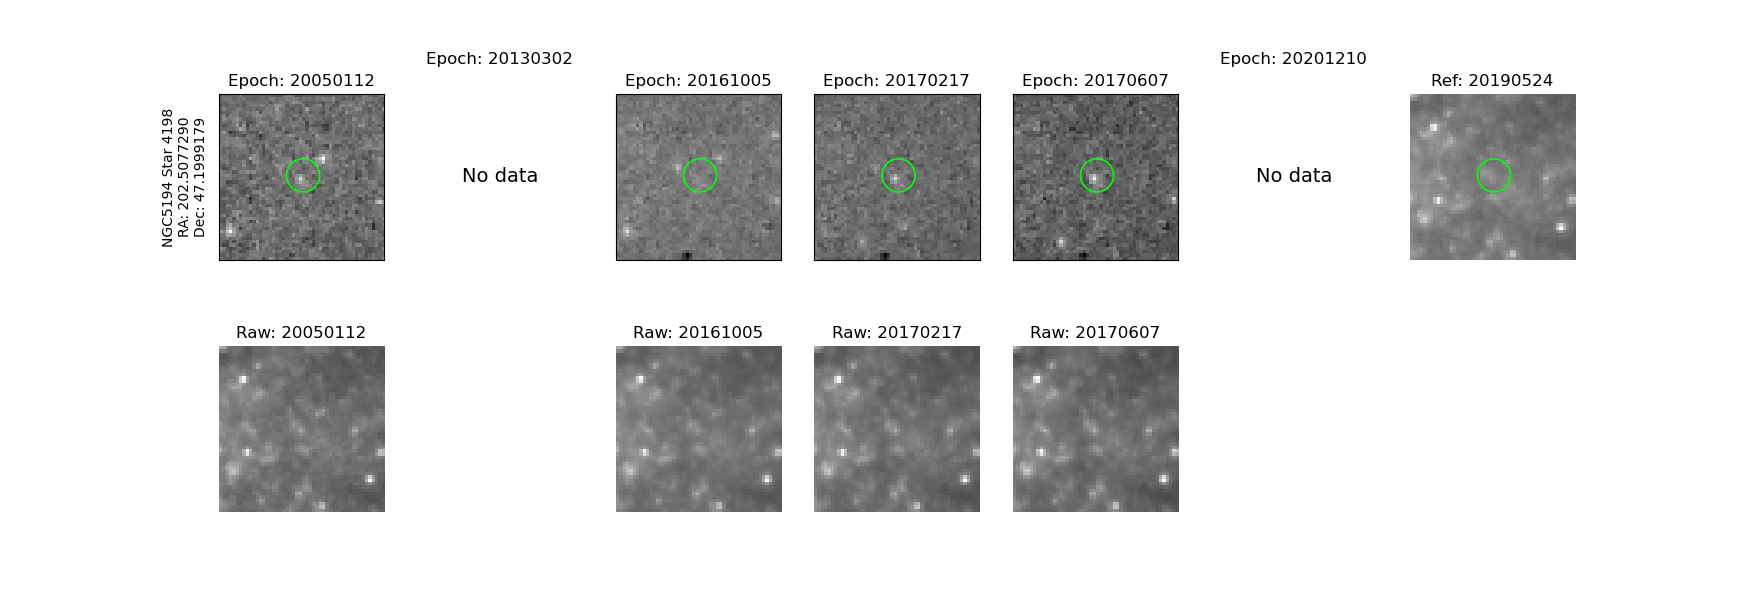 Epoch: 20130302
Epoch: 20201210
Epoch: 20050112
Epoch: 20161005
Epoch: 20170217
Epoch: 20170607
Ref: 20190524
NGC5194 Star 4198
RA: 202.5077290
Dec: 47.1999179
No data
No data
Raw: 20050112
Raw: 20161005
Raw: 20170217
Raw: 20170607